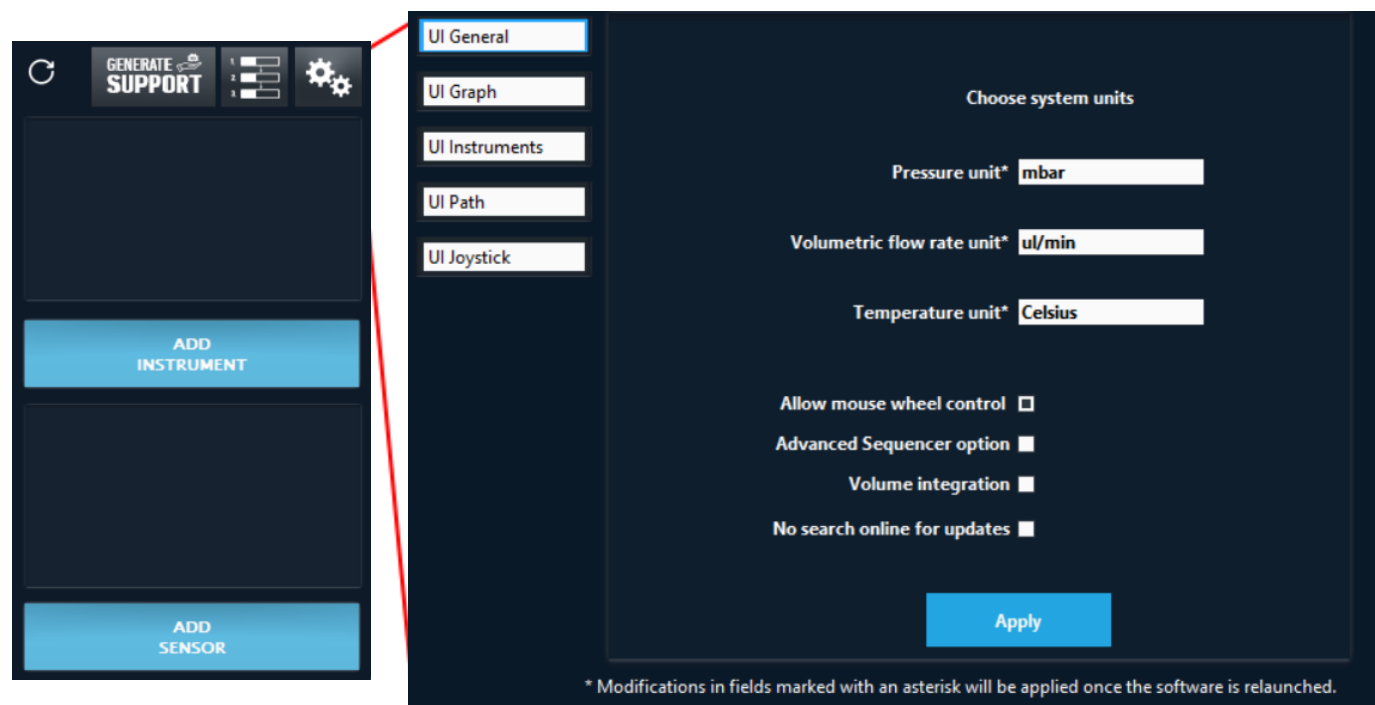 GENERATE
SUPPORT
1
2
3
ADD
INSTRUMENT
ADD
SENSOR
UI General
UI Graph
UI Instruments
UI Path
UI Joystick
Choose system units
Pressure unit* mbar
Volumetric flow rate unit* ul/min
Temperature unit* Celsius
Allow mouse wheel control
Advanced Sequencer option
Volume integration
No search online for updates
Apply
* Modifications in fields marked with an asterisk will be applied once the software is relaunched.